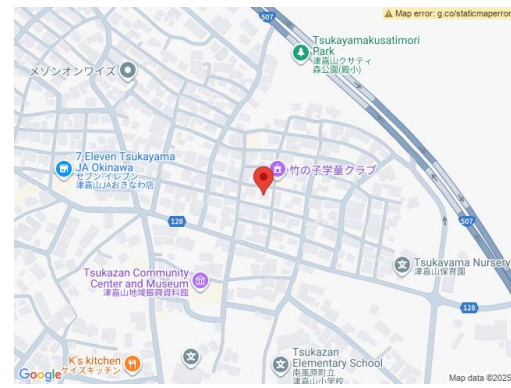 507
Map error: g.co/staticmaperror
Tsukayamakusatimori
Park
津嘉山クサティ
森公園(殿小)
メゾンオンワイズ
7-Eleven Tsukayama
JA Okinawa
セブン-イレブン
津嘉山JAおきなわ店
竹の子学童クラブ
128
507
Tsukayama Nursery
津嘉山保育園
Tsukazan Community
Center and Museum
津嘉山地域振興資料館
128
K's kitchen
ケイズキッチン
Tsukazan
Elementary School
南風原町立
津嘉山小学校
Google
Map data ©2025